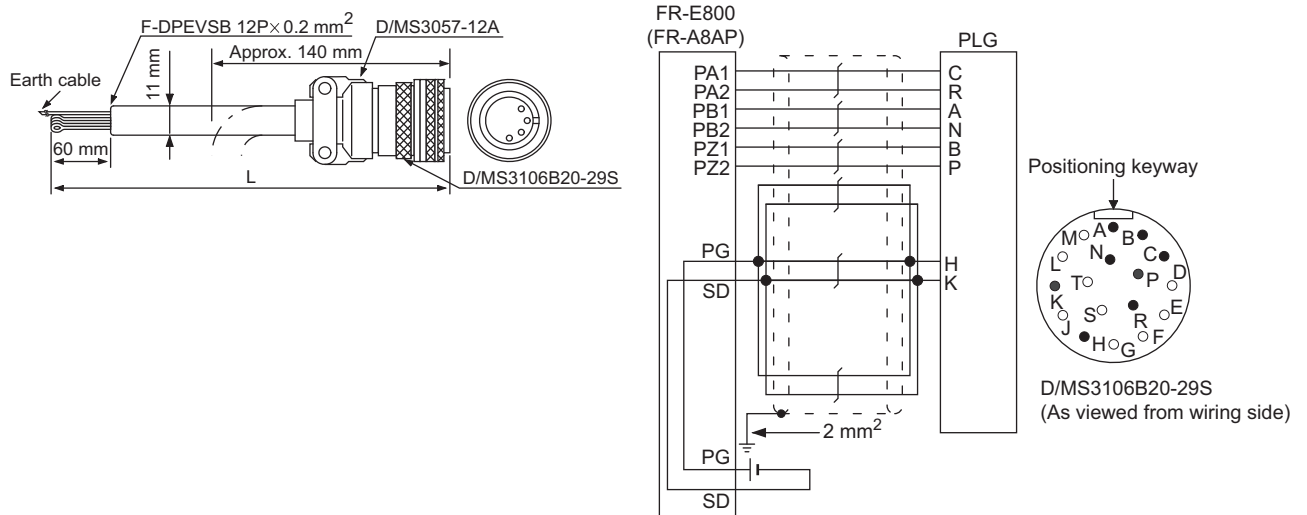 F-DPEVSB 12P×0.2 mm²
D/MS3057-12A
Approx. 140 mm
Earth cable
11 mm
60 mm
L
D/MS3106B20-29S
FR-E800
(FR-A8AP)
PLG
PA1
C
PA2
R
PB1
A
PB2
N
PZ1
B
PZ2
P
PG
H
SD
K
2 mm²
PG
SD
Positioning keyway
M
A
B
L
N
C
T
P
D
K
S
R
E
J
H
G
F
D/MS3106B20-29S
(As viewed from wiring side)